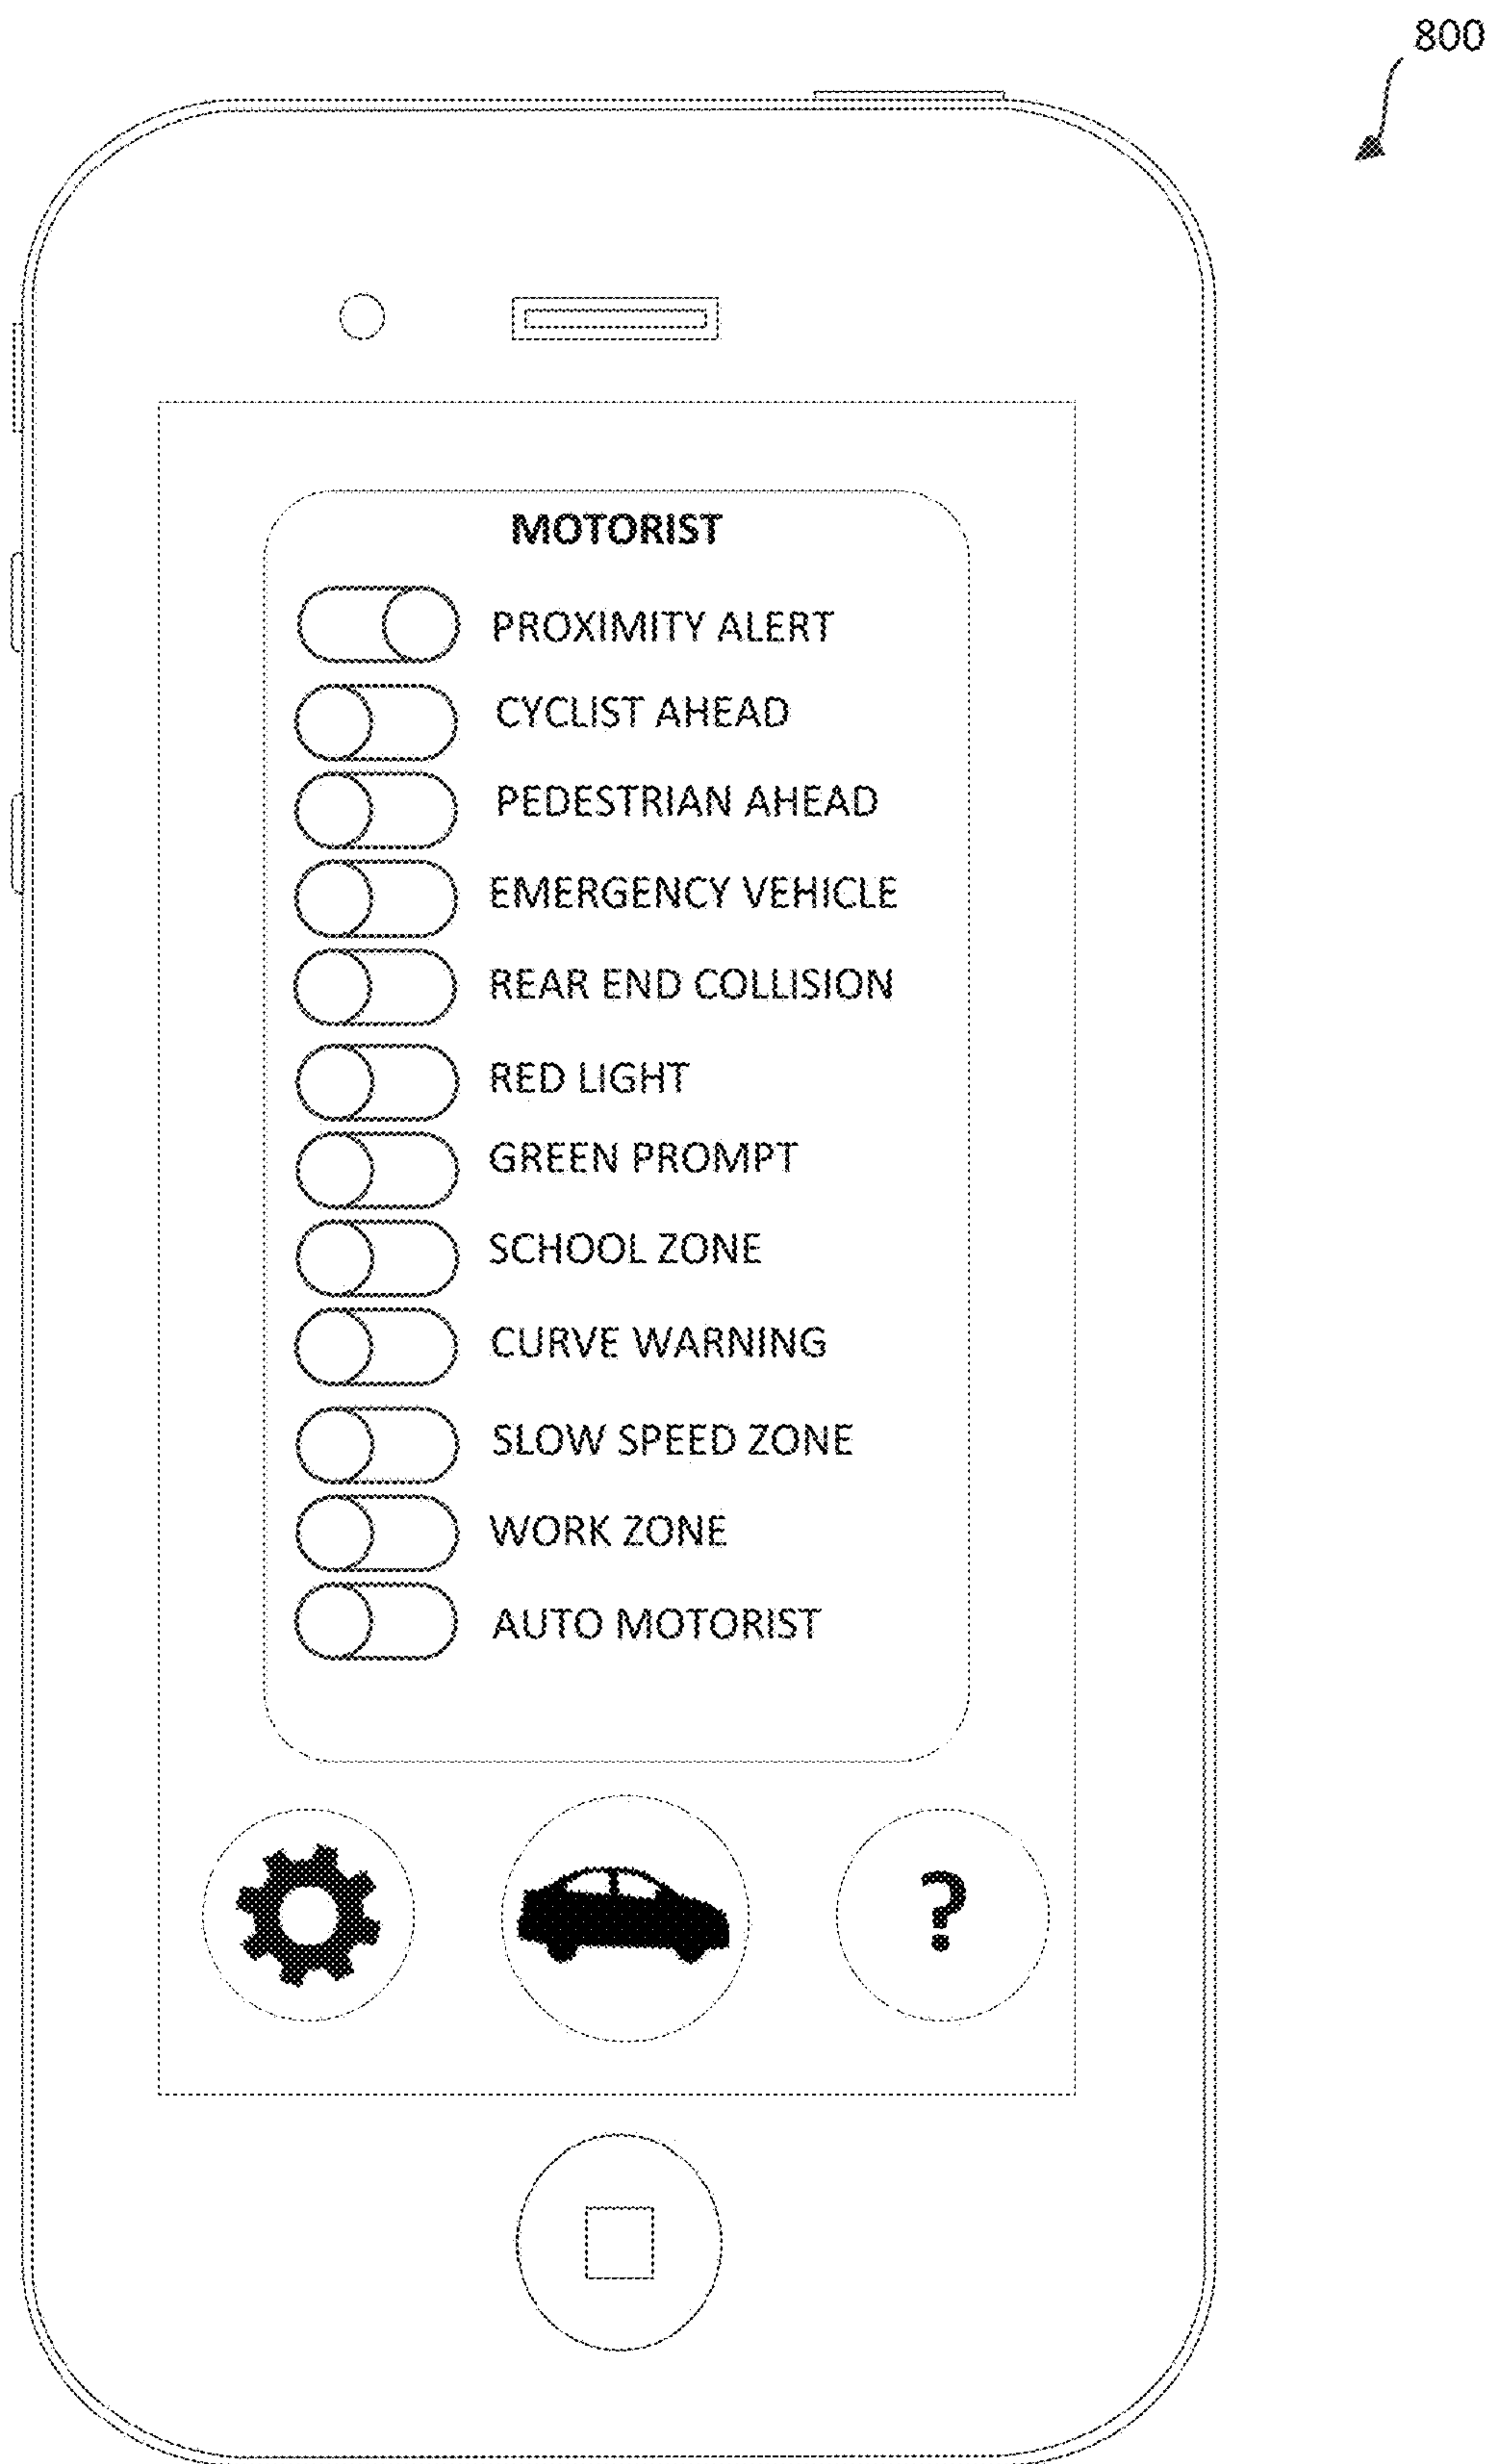 800
MOTORIST
PROXIMITY ALERT
CYCLIST AHEAD
PEDESTRIAN AHEAD
EMERGENCY VEHICLE
REAR END COLLISION
RED LIGHT
GREEN PROMPT
SCHOOL ZONE
CURVE WARNING
SLOW SPEED ZONE
WORK ZONE
AUTO MOTORIST
?